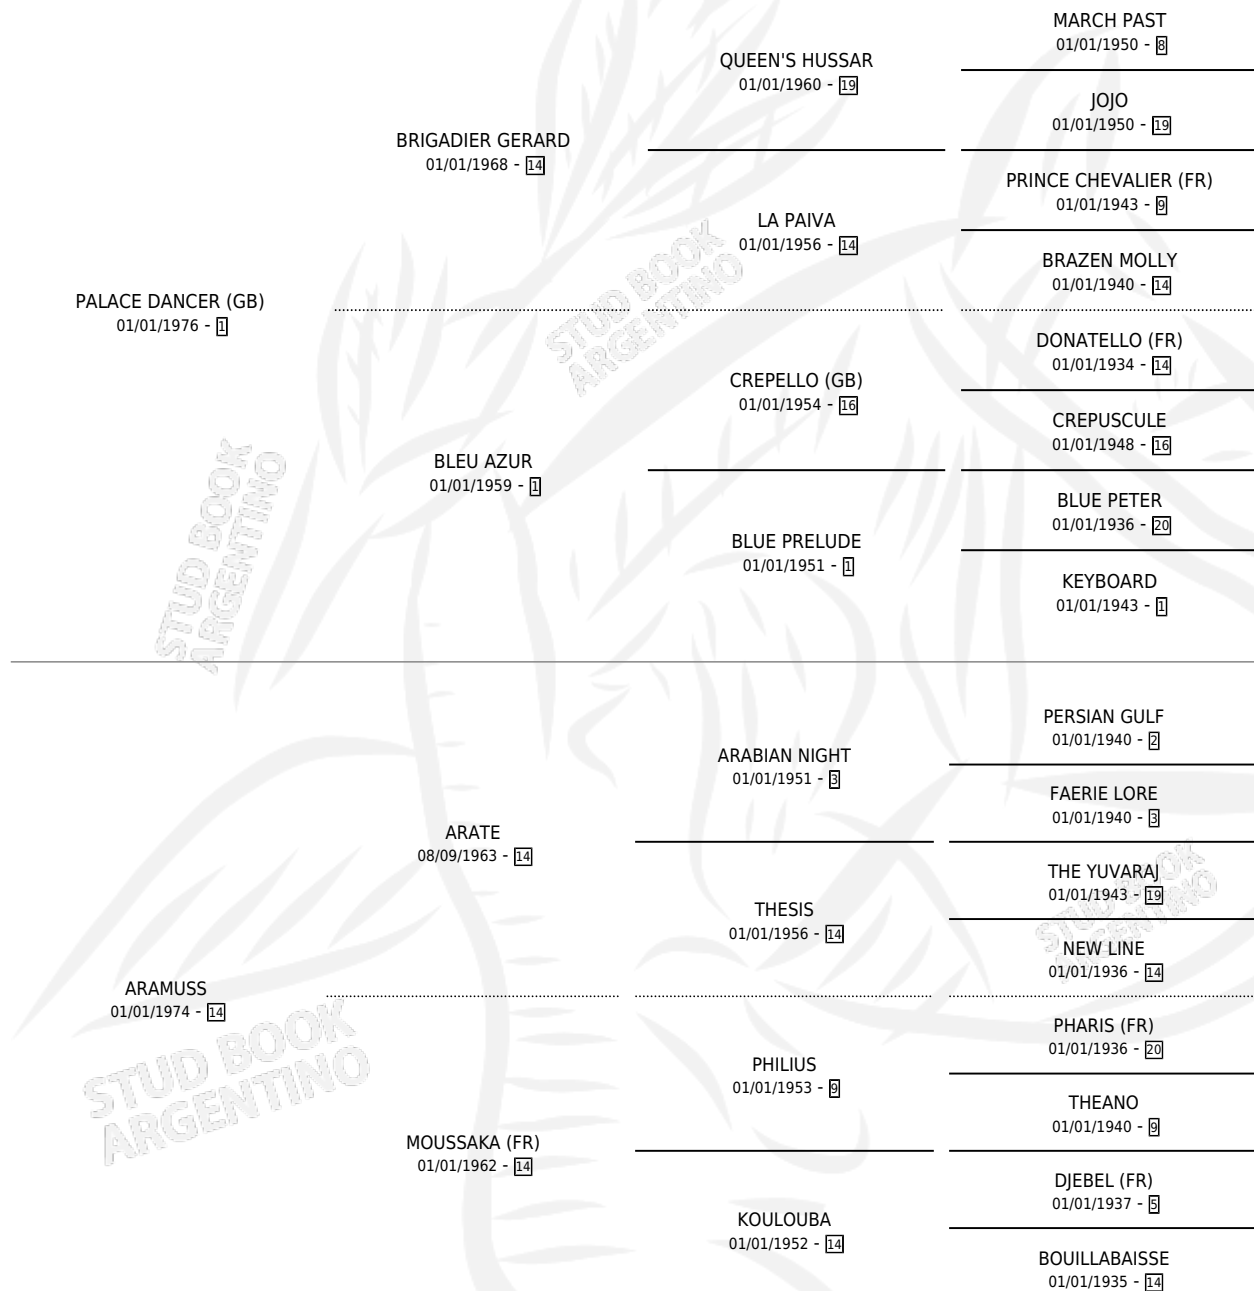 MARCH PAST
01/01/1950 - 8
QUEEN'S HUSSAR
01/01/1960 - 19
JOJO
01/01/1950 - 19
BRIGADIER GERARD
01/01/1968 - 14
PRINCE CHEVALIER (FR)
01/01/1943 - 9
LA PAIVA
01/01/1956 - 14
BRAZEN MOLLY
01/01/1940 - 14
PALACE DANCER (GB)
01/01/1976 - 1
DONATELLO (FR)
01/01/1934 - 14
CREPELLO (GB)
01/01/1954 - 16
CREPUSCULE
01/01/1948 - 16
BLEU AZUR
01/01/1959 - 1
BLUE PETER
01/01/1936 - 20
BLUE PRELUDE
01/01/1951 - 1
KEYBOARD
01/01/1943 - 1
STUD BOOK
ARGENTINO
STUD BOOK
ARGENTINO
PERSIAN GULF
01/01/1940 - 2
ARABIAN NIGHT
01/01/1951 - 3
FAERIE LORE
01/01/1940 - 3
ARATE
08/09/1963 - 14
THE YUVARAJ
01/01/1943 - 19
THESIS
01/01/1956 - 14
NEW LINE
01/01/1936 - 14
ARAMUSS
01/01/1974 - 14
PHARIS (FR)
01/01/1936 - 20
PHILIUS
01/01/1953 - 9
THEANO
01/01/1940 - 9
MOUSSAKA (FR)
01/01/1962 - 14
DJEBEL (FR)
01/01/1937 - 5
KOULOUBA
01/01/1952 - 14
BOUILLABAISSE
01/01/1935 - 14
STUD BOOK
ARGENTINO
STUD BOOK
ARGENTINO